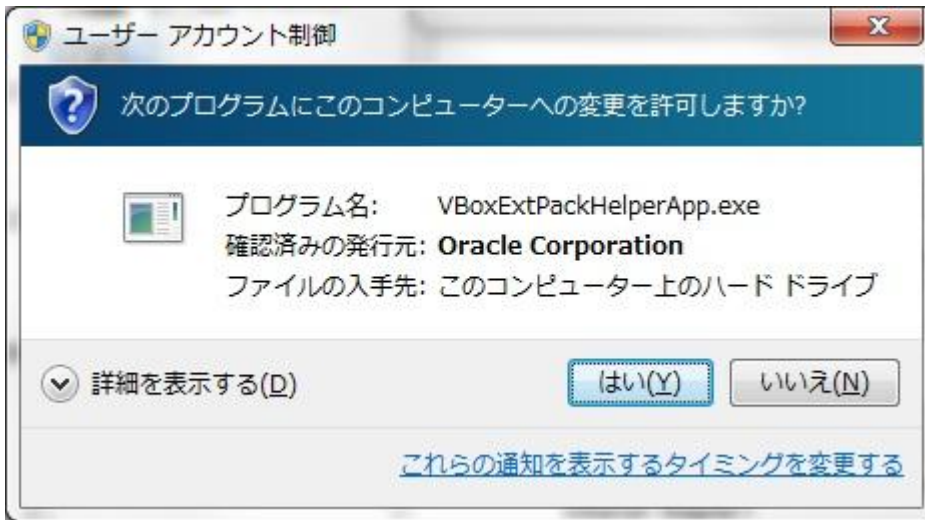 ユーザー アカウント制御
次のプログラムにこのコンピューターへの変更を許可しますか?
プログラム名: VBoxExtPackHelperApp.exe
確認済みの発行元: Oracle Corporation
ファイルの入手先: このコンピューター上のハード ドライブ
詳細を表示する(D) はい(Y) いいえ(N)
これらの通知を表示するタイミングを変更する